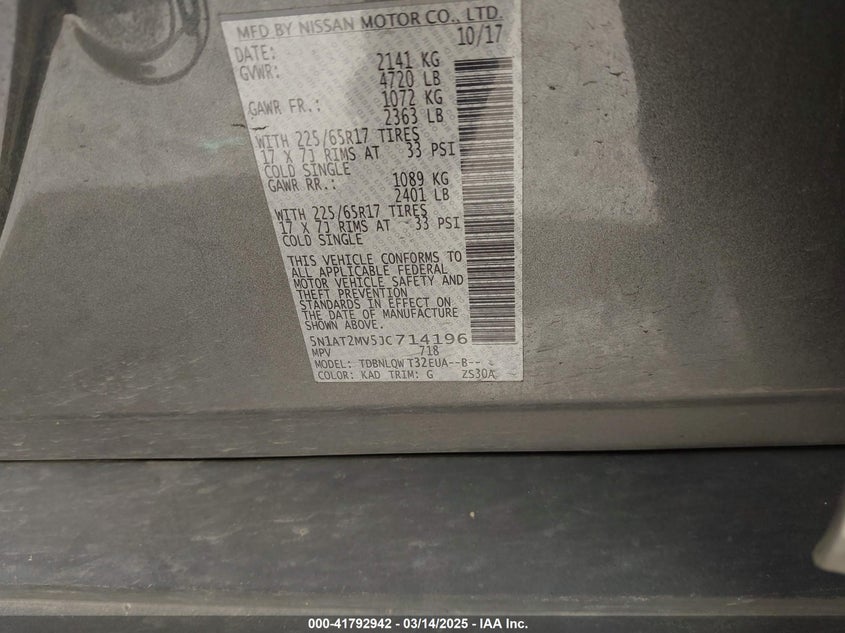 MFD BY NISSAN MOTOR CO., LTD.
DATE: 10/17
GVWR: 2141 KG
4720 LB
GAWR FR.: 1072 KG
2363 LB
WITH 225/65R17 TIRES
17 X 7J RIMS AT 33 PSI
COLD SINGLE
GAWR RR.: 1089 KG
2401 LB
WITH 225/65R17 TIRES
17 X 7J RIMS AT 33 PSI
COLD SINGLE
THIS VEHICLE CONFORMS TO
ALL APPLICABLE FEDERAL
MOTOR VEHICLE SAFETY AND
THEFT PREVENTION
STANDARDS IN EFFECT ON
THE DATE OF MANUFACTURE
SHOWN ABOVE.
5N1AT2MV5JC714196
MPV 718
MODEL: TDBNLQWT32EUA--B--
COLOR: KAD TRIM: G ZS30A
000-41792942 - 03/14/2025 - IAA Inc.